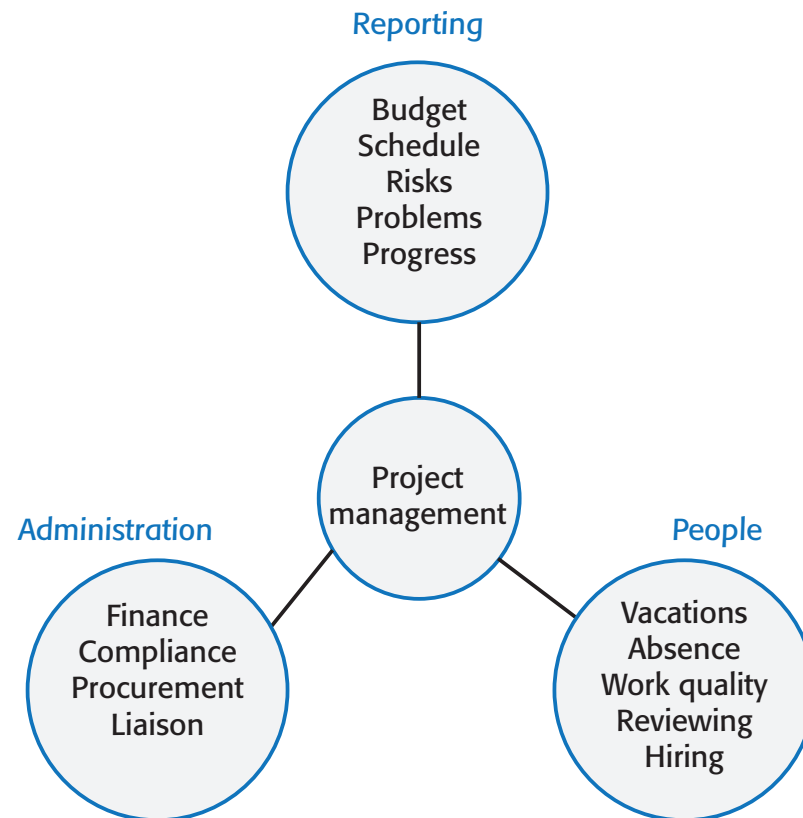 Reporting
Budget
Schedule
Risks
Problems
Progress
Project
management
Administration
Finance
Compliance
Procurement
Liaison
People
Vacations
Absence
Work quality
Reviewing
Hiring